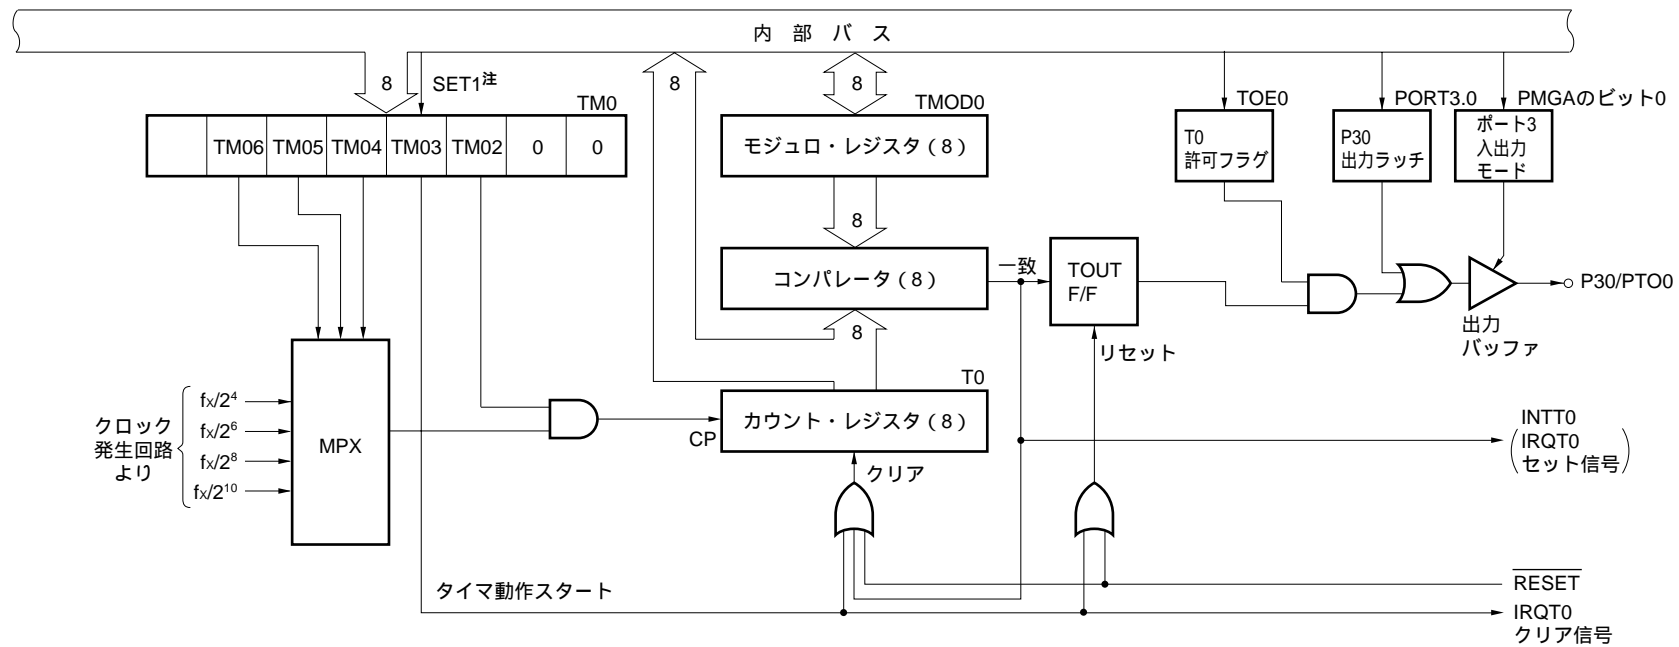 内 部 バ ス
8
SET1注
TM0
TM06
TM05
TM04
TM03
TM02
0
0
8
8
TMOD0
モジュロ・レジスタ(8)
8
コンパレータ(8)
8
一致
TOUT
F/F
リセット
TOE0
T0
許可フラグ
PORT3.0
P30
出力ラッチ
PMGAのビット0
ポート3
入出力
モード
P30/PTO0
出力
バッファ
クロック
発生回路
より
fX/2⁴
fX/2⁶
fX/2⁸
fX/2¹⁰
MPX
CP
T0
カウント・レジスタ(8)
クリア
INTT0
(IRQT0
セット信号)
タイマ動作スタート
RESET
IRQT0
クリア信号